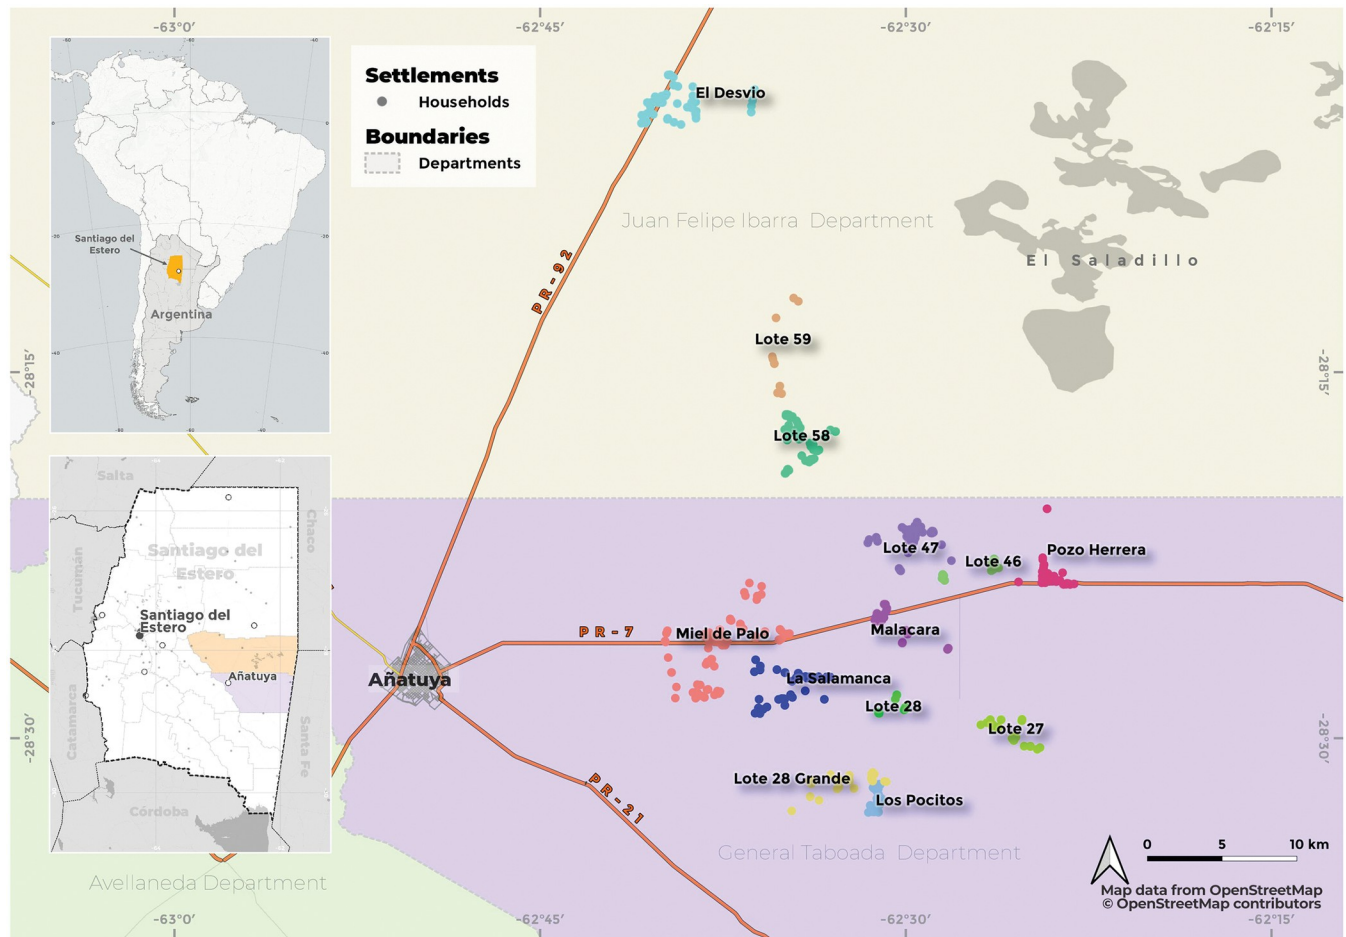 -63°0′
-62°45′
-62°30′
-62°15′
Settlements
Households
Boundaries
Departments
El Desvio
Juan Felipe Ibarra Department
El Saladillo
Santiago del
Estero
Argentina
PR-92
-28°15′
-28°15′
Lote 59
Lote 58
Salta
Chaco
Tucumán
Santiago del
Estero
Santiago del
Estero
Añatuya
Catamarca
Santa Fe
Córdoba
Lote 47
Lote 46
Pozo Herrera
PR-7
Miel de Palo
Malacara
Añatuya
La Salamanca
Lote 28
Lote 27
-28°30′
-28°30′
Lote 28 Grande
Los Pocitos
PR-21
General Taboada Department
Avellaneda Department
0 5 10 km
Map data from OpenStreetMap
© OpenStreetMap contributors
-63°0′
-62°45′
-62°30′
-62°15′